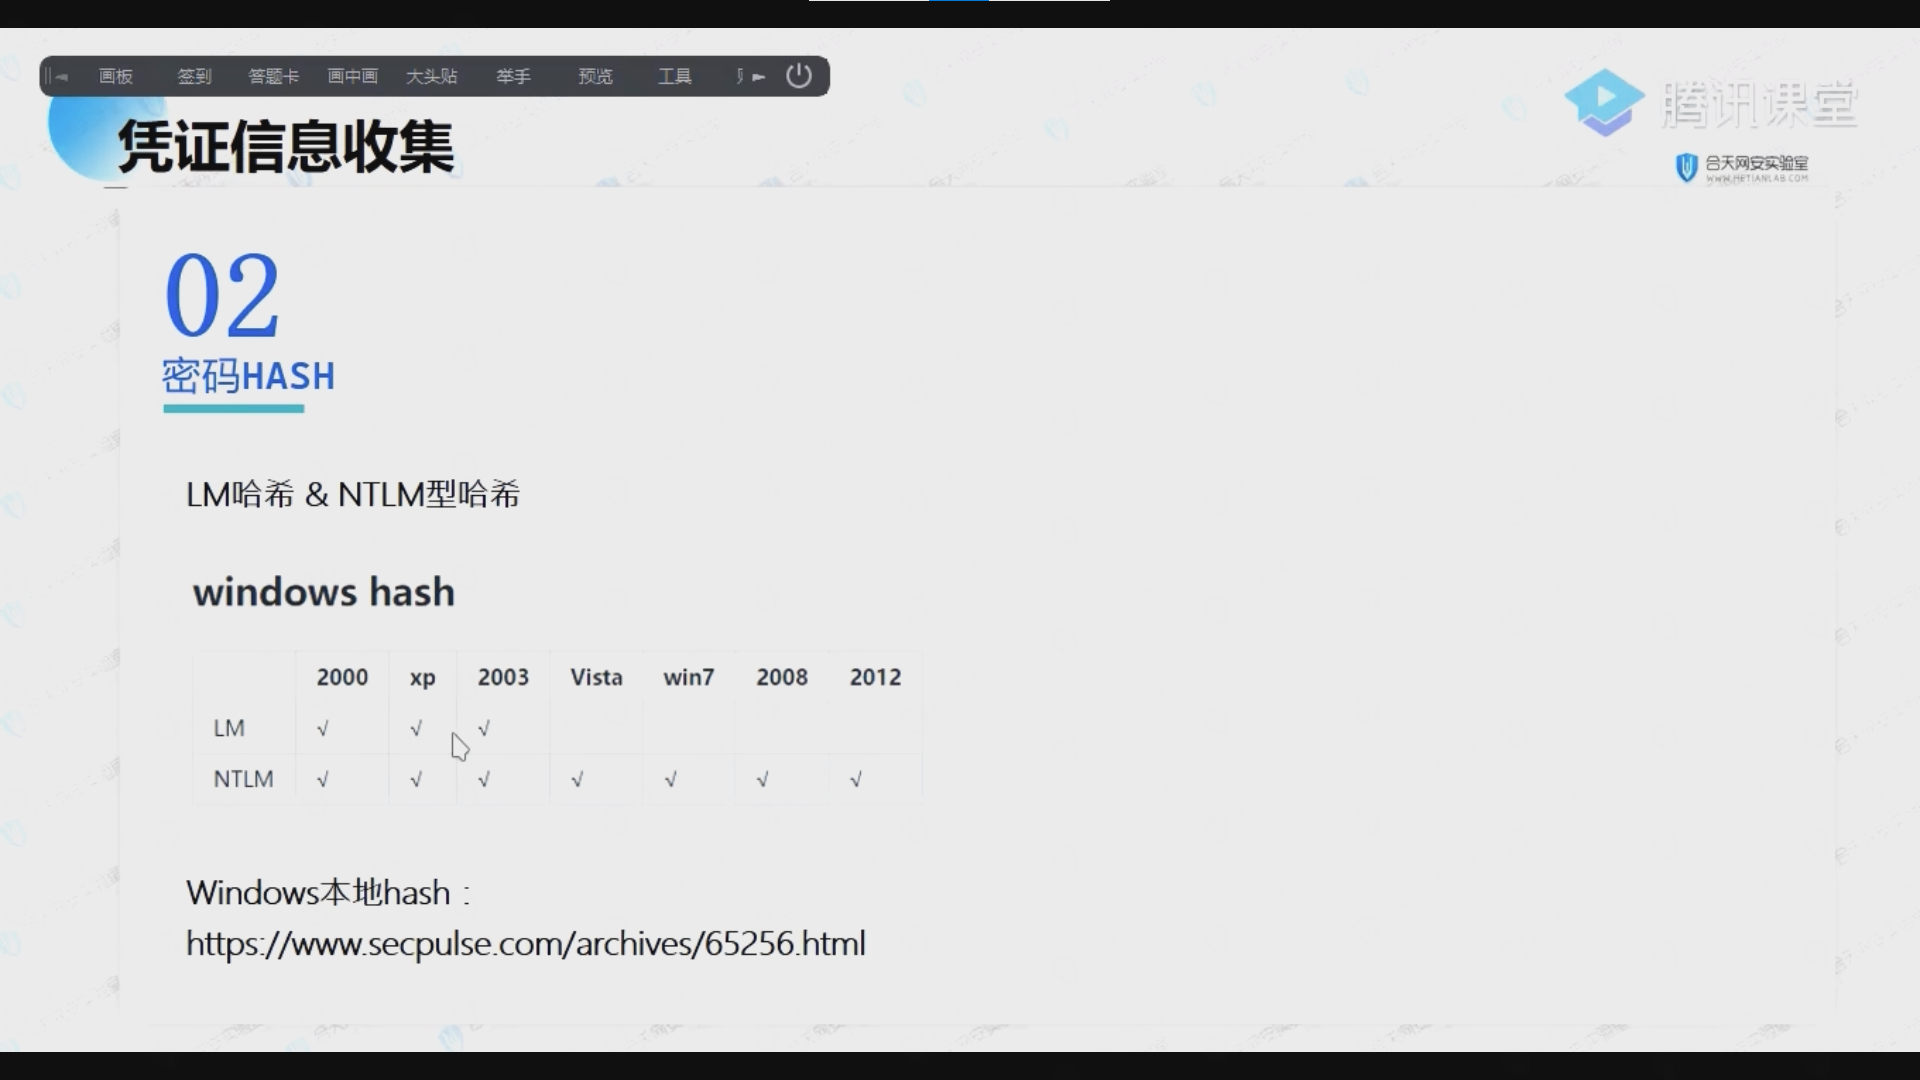 画板 签到 答题卡 画中画 大头贴 举手 预览 工具
凭证信息收集
腾讯课堂
合天网安实验室
WWW.HETIANLAB.COM
02
密码HASH
LM哈希 & NTLM型哈希
windows hash
2000 xp 2003 Vista win7 2008 2012
LM √ √ √
NTLM √ √ √ √ √ √ √
Windows本地hash：
https://www.secpulse.com/archives/65256.html